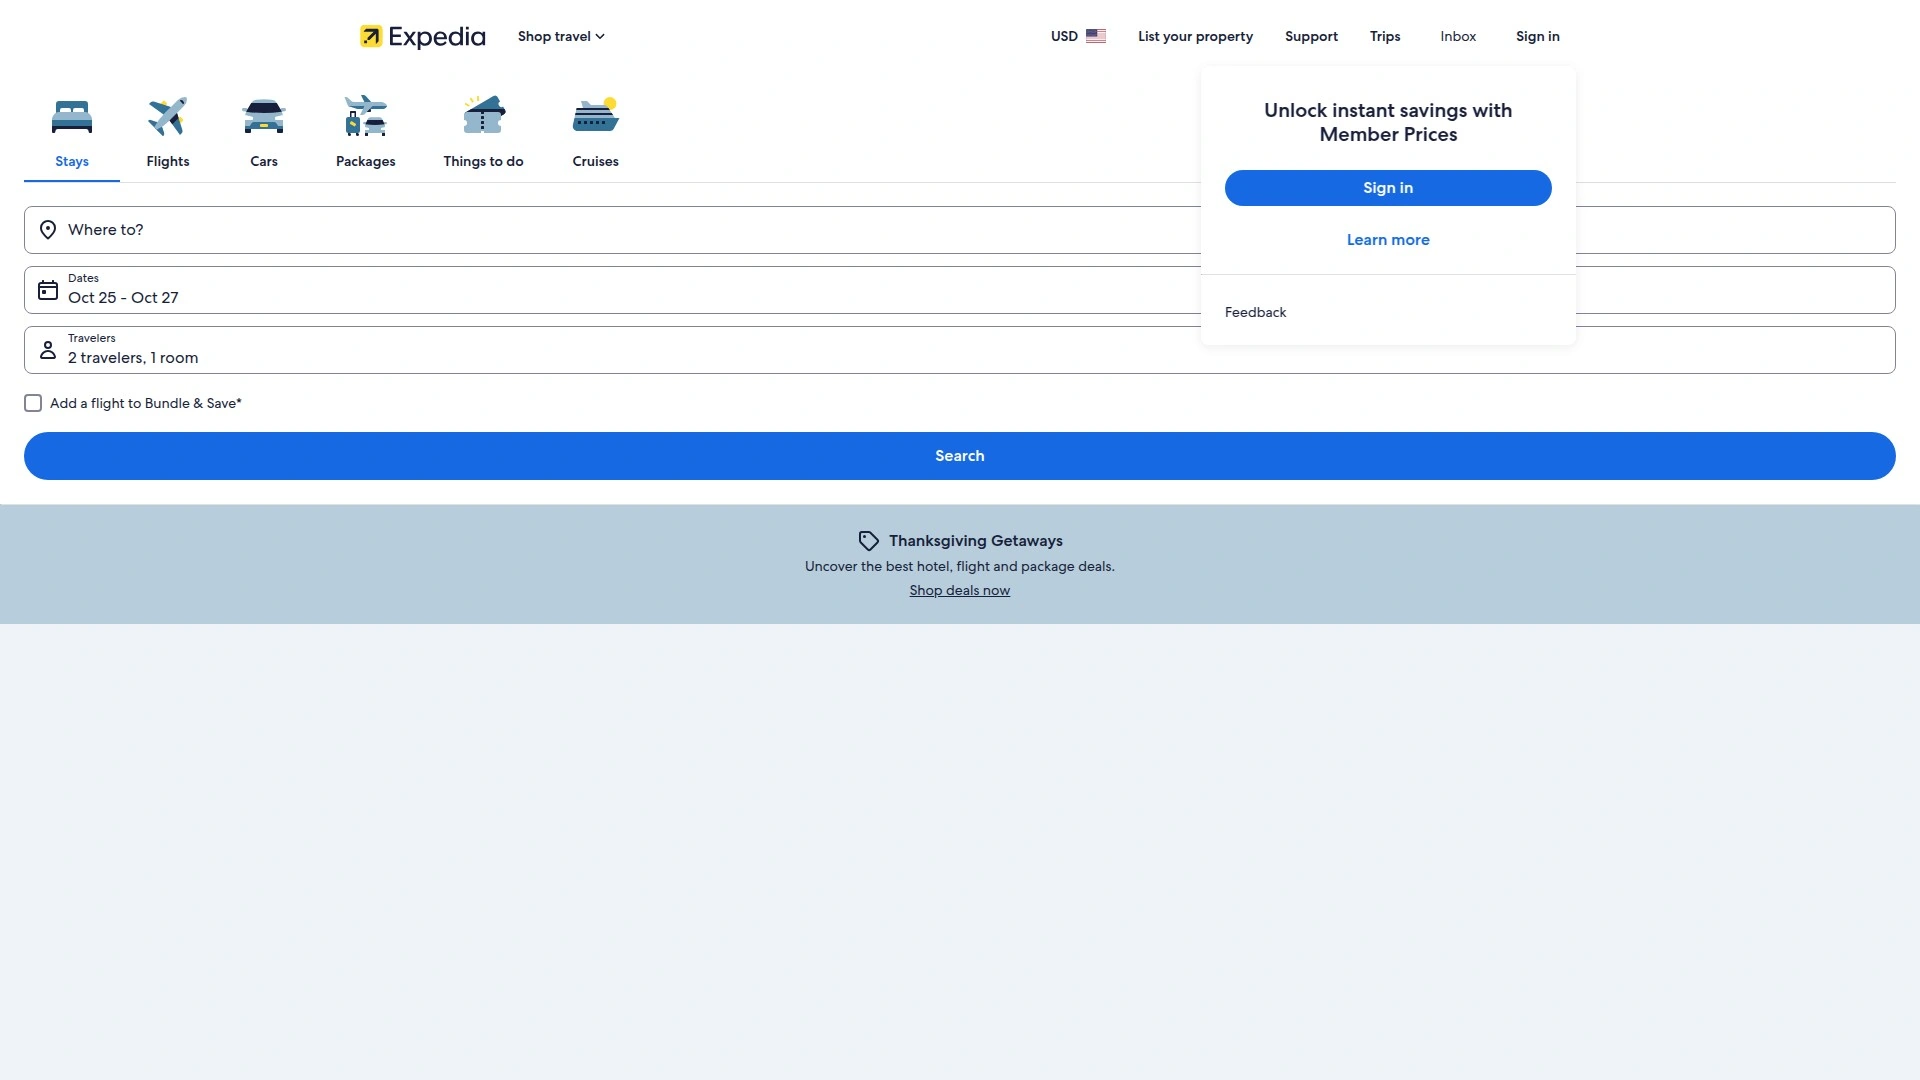 Expedia
Shop travel
USD
List your property
Support
Trips
Inbox
Sign in
Stays
Flights
Cars
Packages
Things to do
Cruises
Unlock instant savings with
Member Prices
Sign in
Learn more
Feedback
Where to?
Dates
Oct 25 - Oct 27
Travelers
2 travelers, 1 room
Add a flight to Bundle & Save*
Search
Thanksgiving Getaways
Uncover the best hotel, flight and package deals.
Shop deals now